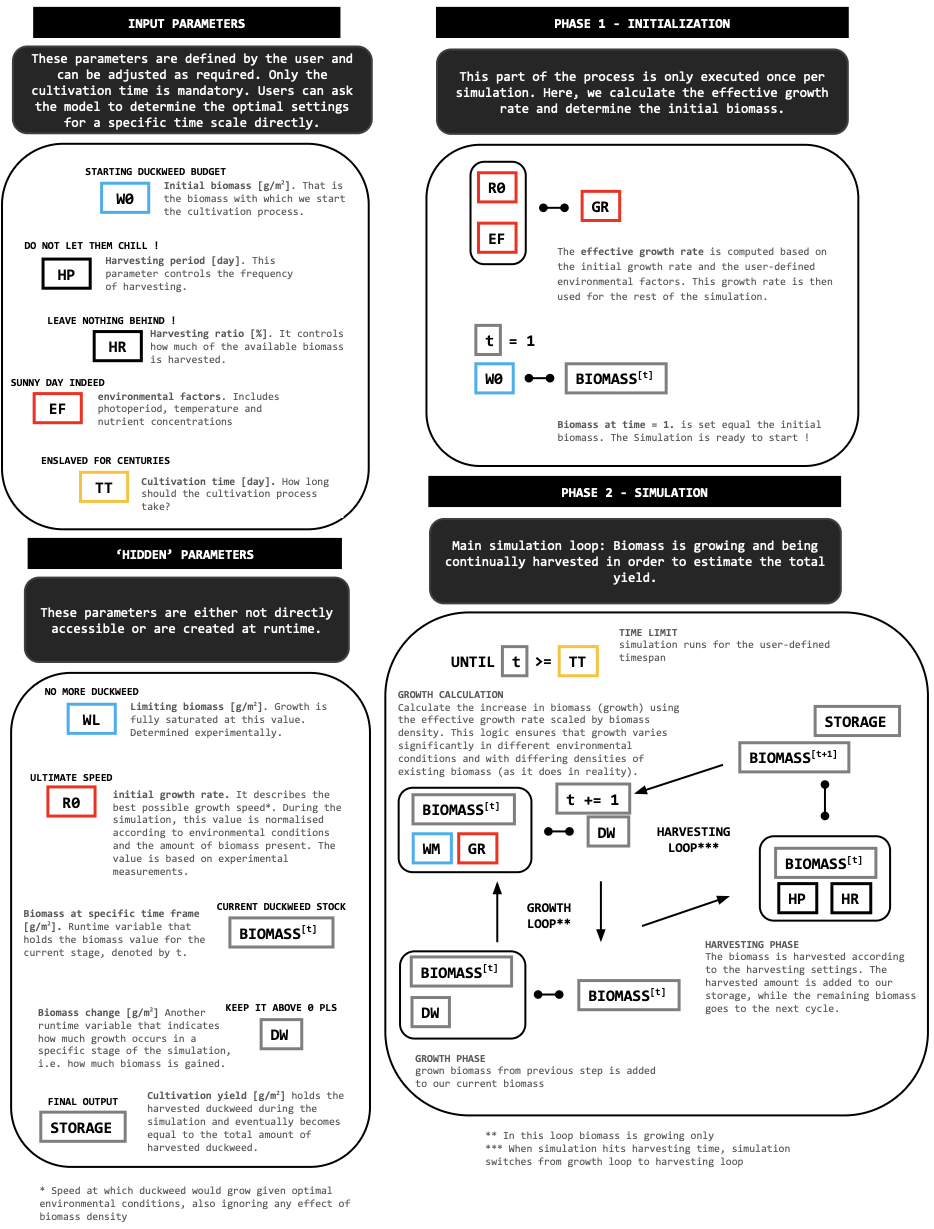 INPUT PARAMETERS
These parameters are defined by the user and
can be adjusted as required. Only the
cultivation time is mandatory. Users can ask
the model to determine the optimal settings
for a specific time scale directly.
STARTING DUCKWEED BUDGET
W0
Initial biomass [g/m²]. That is
the biomass with which we start
the cultivation process.
DO NOT LET THEM CHILL !
HP
Harvesting period [day]. This
parameter controls the frequency
of harvesting.
LEAVE NOTHING BEHIND !
HR
Harvesting ratio [%]. It controls
how much of the available biomass
is harvested.
SUNNY DAY INDEED
EF
environmental factors. Includes
photoperiod, temperature and
nutrient concentrations
ENSLAVED FOR CENTURIES
TT
Cultivation time [day]. How long
should the cultivation process
take?
‘HIDDEN’ PARAMETERS
These parameters are either not directly
accessible or are created at runtime.
NO MORE DUCKWEED
WL
Limiting biomass [g/m²]. Growth is
fully saturated at this value.
Determined experimentally.
ULTIMATE SPEED
R0
initial growth rate. It describes the
best possible growth speed*. During the
simulation, this value is normalised
according to environmental conditions
and the amount of biomass present. The
value is based on experimental
measurements.
CURRENT DUCKWEED STOCK
Biomass at specific time frame
[g/m²]. Runtime variable that
holds the biomass value for the
current stage, denoted by t.
BIOMASS[t]
KEEP IT ABOVE 0 PLS
Biomass change [g/m²] Another
runtime variable that indicates
how much growth occurs in a
specific stage of the simulation,
i.e. how much biomass is gained.
DW
FINAL OUTPUT
STORAGE
Cultivation yield [g/m²] holds the
harvested duckweed during the
simulation and eventually becomes
equal to the total amount of
harvested duckweed.
* Speed at which duckweed would grow given optimal
environmental conditions, also ignoring any effect of
biomass density
PHASE 1 - INITIALIZATION
This part of the process is only executed once per
simulation. Here, we calculate the effective growth
rate and determine the initial biomass.
R0
EF
GR
The effective growth rate is computed based on
the initial growth rate and the user-defined
environmental factors. This growth rate is then
used for the rest of the simulation.
t = 1
W0 BIOMASS[t]
Biomass at time = 1. is set equal the initial
biomass. The Simulation is ready to start !
PHASE 2 - SIMULATION
Main simulation loop: Biomass is growing and being
continually harvested in order to estimate the total
yield.
TIME LIMIT
simulation runs for the user-defined
timespan
UNTIL t >= TT
GROWTH CALCULATION
Calculate the increase in biomass (growth) using
the effective growth rate scaled by biomass
density. This logic ensures that growth varies
significantly in different environmental
conditions and with differing densities of
existing biomass (as it does in reality).
STORAGE
BIOMASS[t+1]
t += 1
DW
BIOMASS[t]
WM GR
HARVESTING
LOOP***
BIOMASS[t]
HP HR
GROWTH
LOOP**
HARVESTING PHASE
The biomass is harvested according
to the harvesting settings. The
harvested amount is added to our
storage, while the remaining biomass
goes to the next cycle.
BIOMASS[t]
DW
BIOMASS[t]
GROWTH PHASE
grown biomass from previous step is added
to our current biomass
** In this loop biomass is growing only
*** When simulation hits harvesting time, simulation
switches from growth loop to harvesting loop